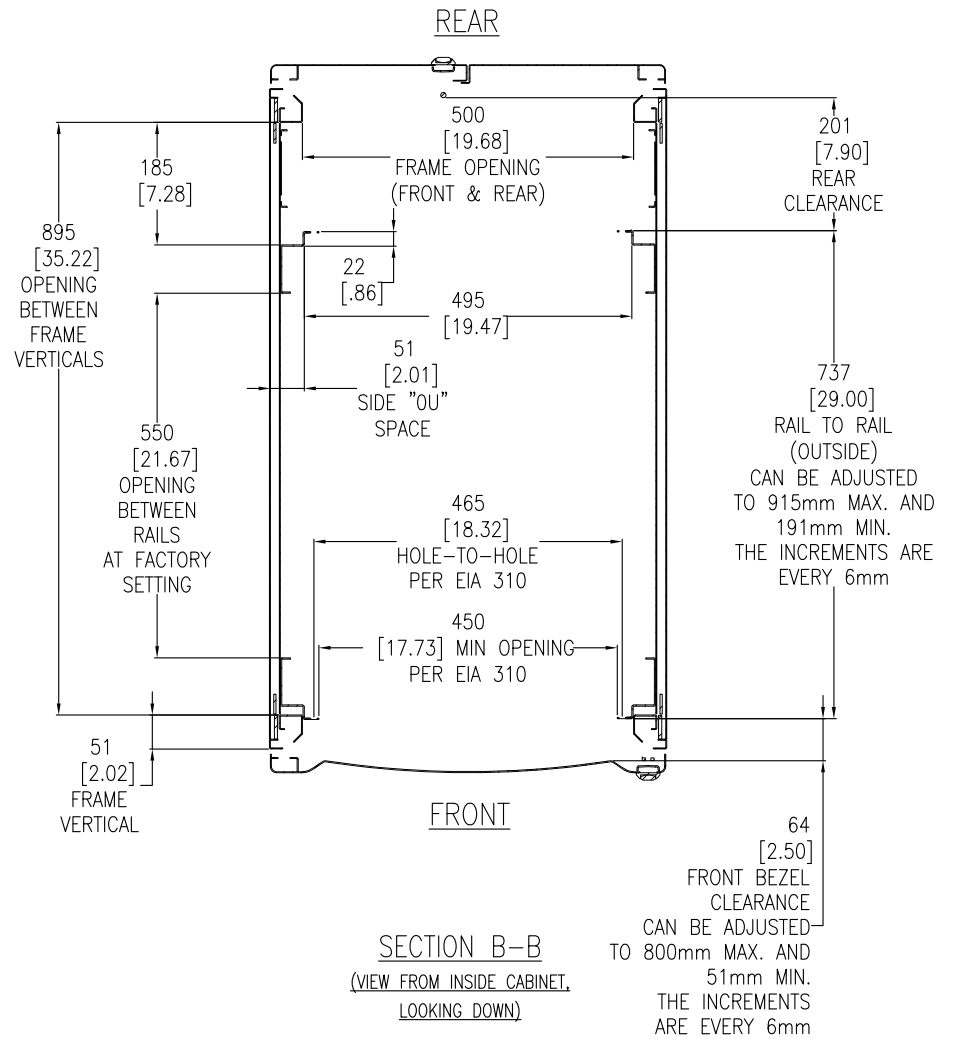 REAR
500
[19.68]
FRAME OPENING
(FRONT & REAR)
201
[7.90]
REAR
CLEARANCE
185
[7.28]
895
[35.22]
OPENING
BETWEEN
FRAME
VERTICALS
22
[.86]
495
[19.47]
51
[2.01]
SIDE "0U"
SPACE
737
[29.00]
RAIL TO RAIL
(OUTSIDE)
CAN BE ADJUSTED
TO 915mm MAX. AND
191mm MIN.
THE INCREMENTS ARE
EVERY 6mm
550
[21.67]
OPENING
BETWEEN
RAILS
AT FACTORY
SETTING
465
[18.32]
HOLE-TO-HOLE
PER EIA 310
450
[17.73] MIN OPENING
PER EIA 310
51
[2.02]
FRAME
VERTICAL
FRONT
64
[2.50]
FRONT BEZEL
CLEARANCE
CAN BE ADJUSTED
TO 800mm MAX. AND
51mm MIN.
THE INCREMENTS
ARE EVERY 6mm
SECTION B-B
(VIEW FROM INSIDE CABINET,
LOOKING DOWN)